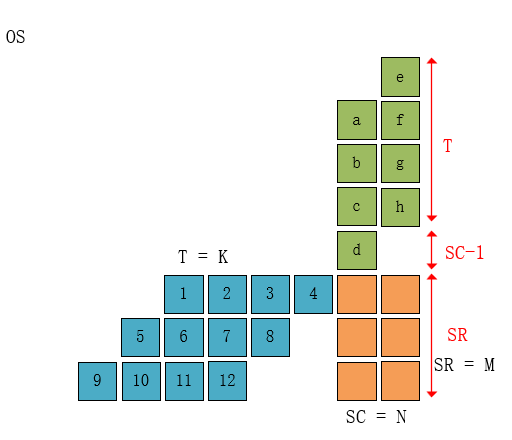 OS
e
a f
b g
T
c h
d
SC-1
T = K
1 2 3 4
5 6 7 8
SR
SR = M
9 10 11 12
SC = N